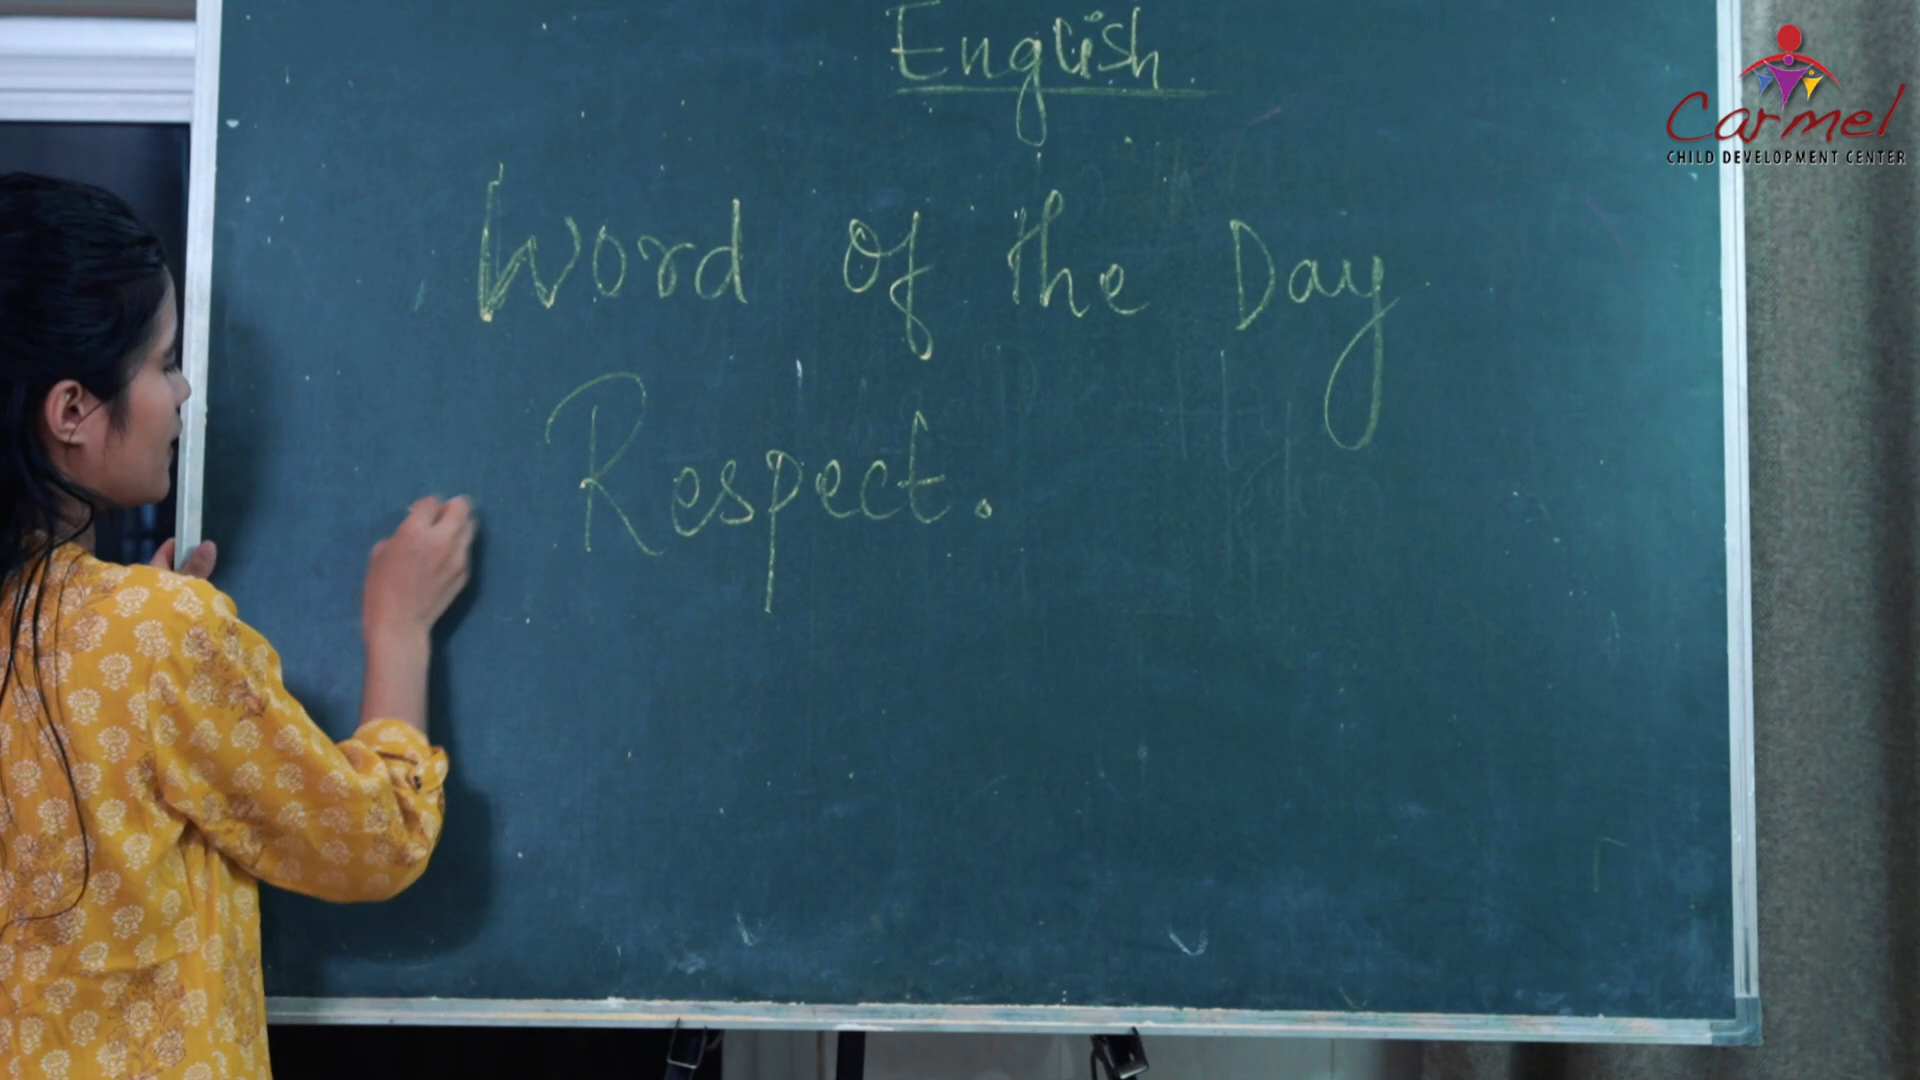 English
Carmel
CHILD DEVELOPMENT CENTER
Word of the Day
Respect.